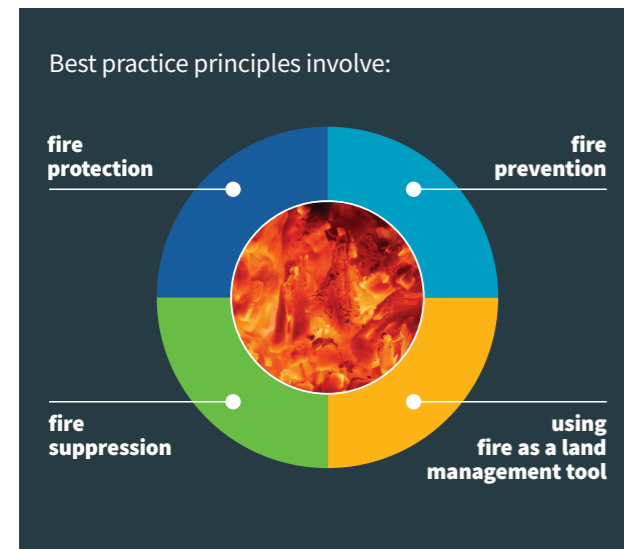 Best practice principles involve:
fire
protection
fire
prevention
fire
suppression
using
fire as a land
management tool